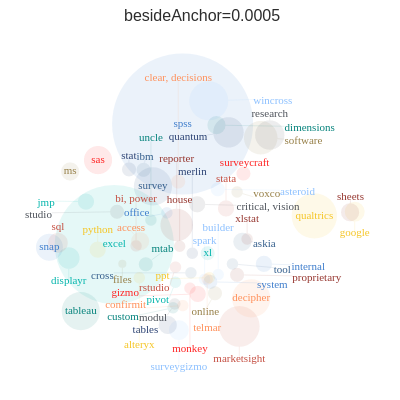 besideAnchor=0.0005
clear, decisions
wincross
research
spss
dimensions
uncle
quantum
software
statibm
reporter
sas
surveycraft
ms
merlin
stata
survey
voxco
asteroid
jmp
bi, power
house
sheets
studio
office
critical, vision
qualtrics
xlstat
sql
python
access
builder
google
snap
excel
mtab
spark
askia
xl
displayr
cross
files
ppt
tool
internal
proprietary
rstudio
system
gizmo
pivot
decipher
confirmit
tableau
custom
modul
online
tables
telmar
alteryx
monkey
marketsight
surveygizmo